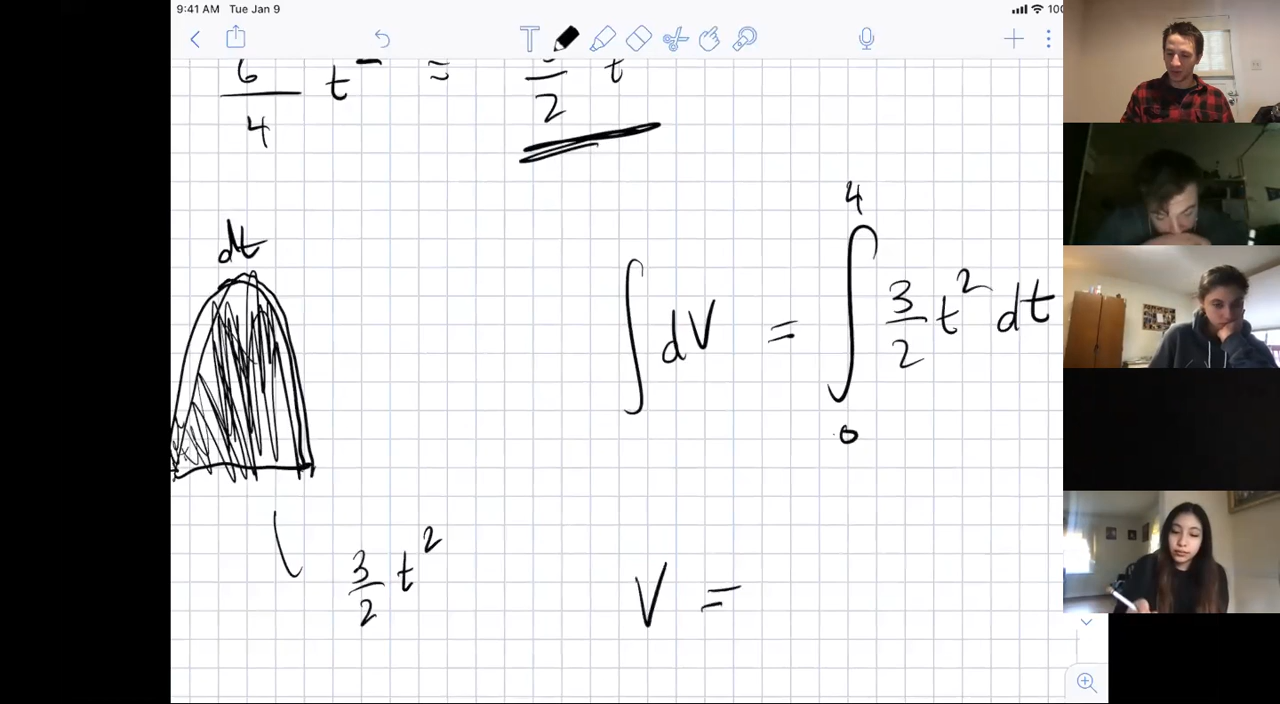 9:41 AM Tue Jan 9
T
6/4 t = /2 t
dt
4
∫ dV = ∫ 3/2 t² dt
0
3/2 t²
V =